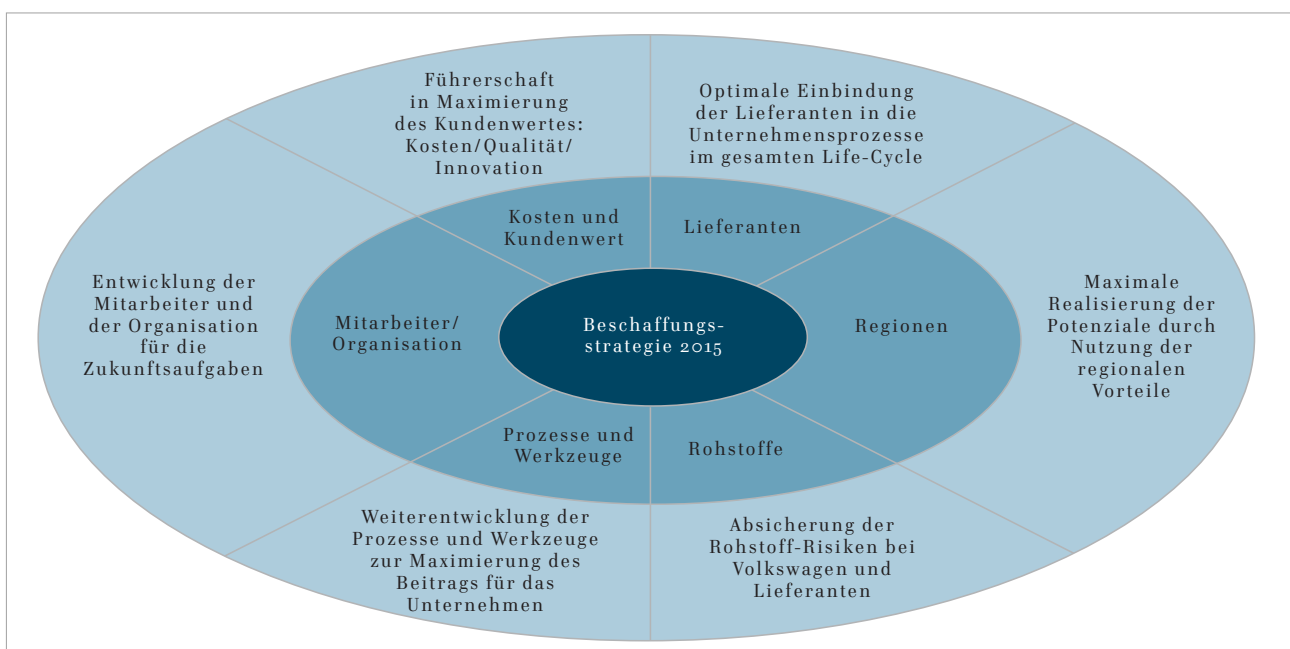 Führerschaft
in Maximierung
des Kundenwertes:
Kosten/Qualität/
Innovation
Optimale Einbindung
der Lieferanten in die
Unternehmensprozesse
im gesamten Life-Cycle
Kosten und
Kundenwert
Lieferanten
Entwicklung der
Mitarbeiter und
der Organisation
für die
Zukunftsaufgaben
Mitarbeiter/
Organisation
Beschaffungs-
strategie 2015
Regionen
Maximale
Realisierung der
Potenziale durch
Nutzung der
regionalen
Vorteile
Prozesse und
Werkzeuge
Rohstoffe
Weiterentwicklung der
Prozesse und Werkzeuge
zur Maximierung des
Beitrags für das
Unternehmen
Absicherung der
Rohstoff-Risiken bei
Volkswagen und
Lieferanten